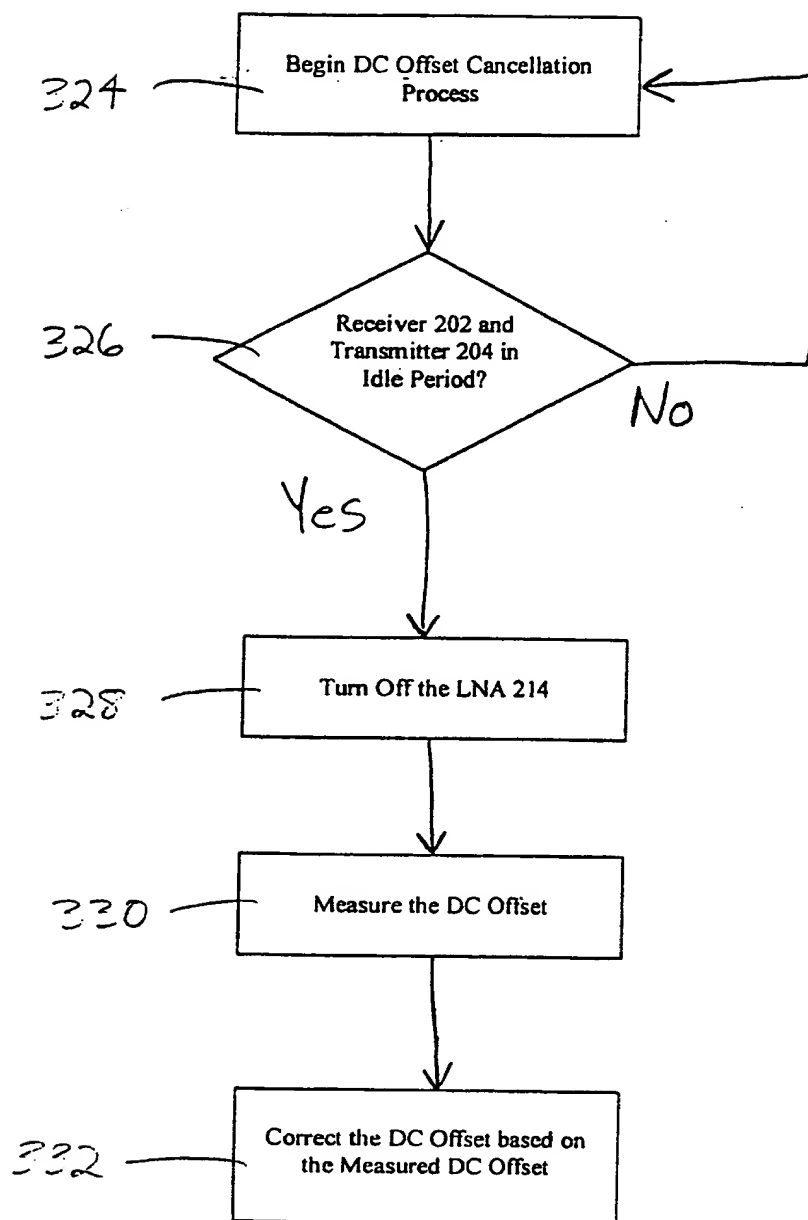 Begin DC Offset Cancellation
Process
324
Receiver 202 and
Transmitter 204 in
Idle Period?
326
No
Yes
Turn Off the LNA 214
328
Measure the DC Offset
330
Correct the DC Offset based on
the Measured DC Offset
332